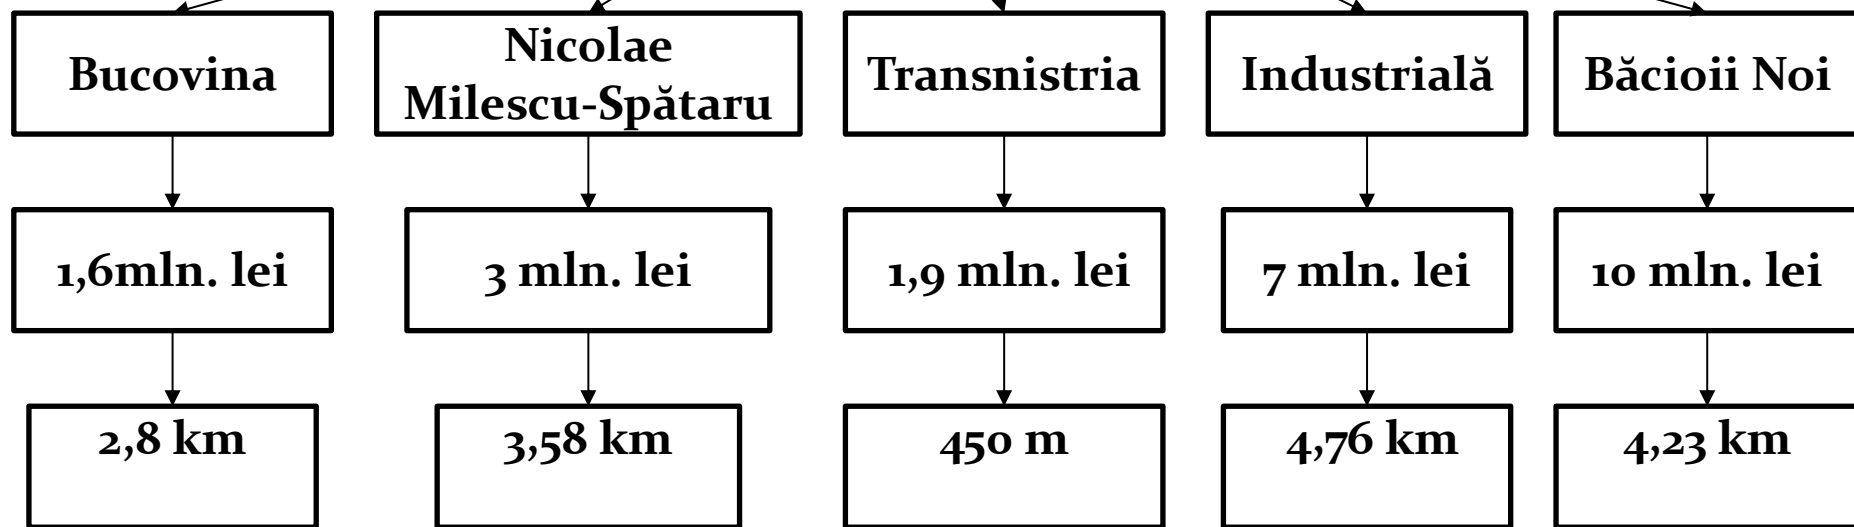 Bucovina
Nicolae
Milescu-Spătaru
Transnistria
Industrială
Băcioii Noi
1,6mln. lei
3 mln. lei
1,9 mln. lei
7 mln. lei
10 mln. lei
2,8 km
3,58 km
450 m
4,76 km
4,23 km